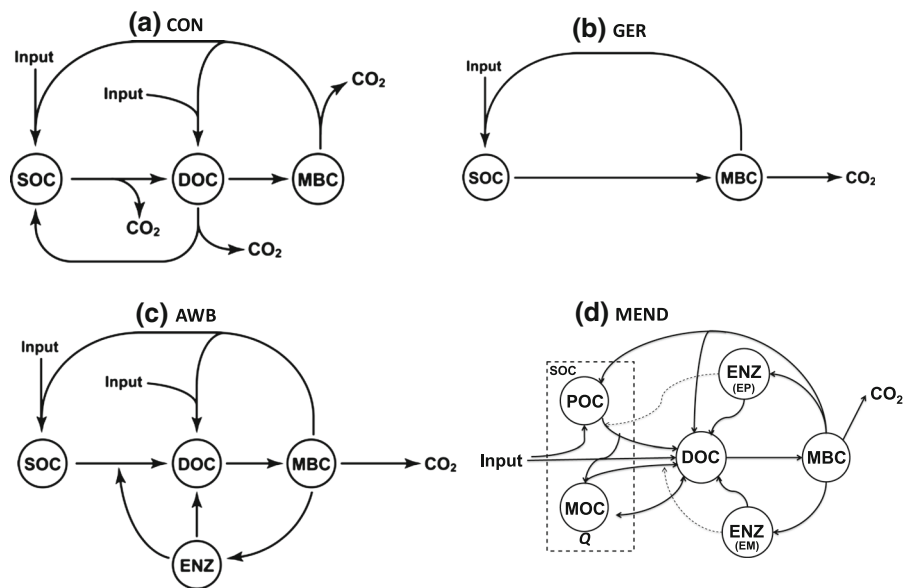 (a) CON
Input
CO₂
Input
SOC
DOC
MBC
CO₂
CO₂
(b) GER
Input
SOC
MBC
CO₂
(c) AWB
Input
Input
SOC
DOC
MBC
CO₂
ENZ
(d) MEND
SOC
POC
ENZ
(EP)
CO₂
Input
DOC
MBC
MOC
Q
ENZ
(EM)